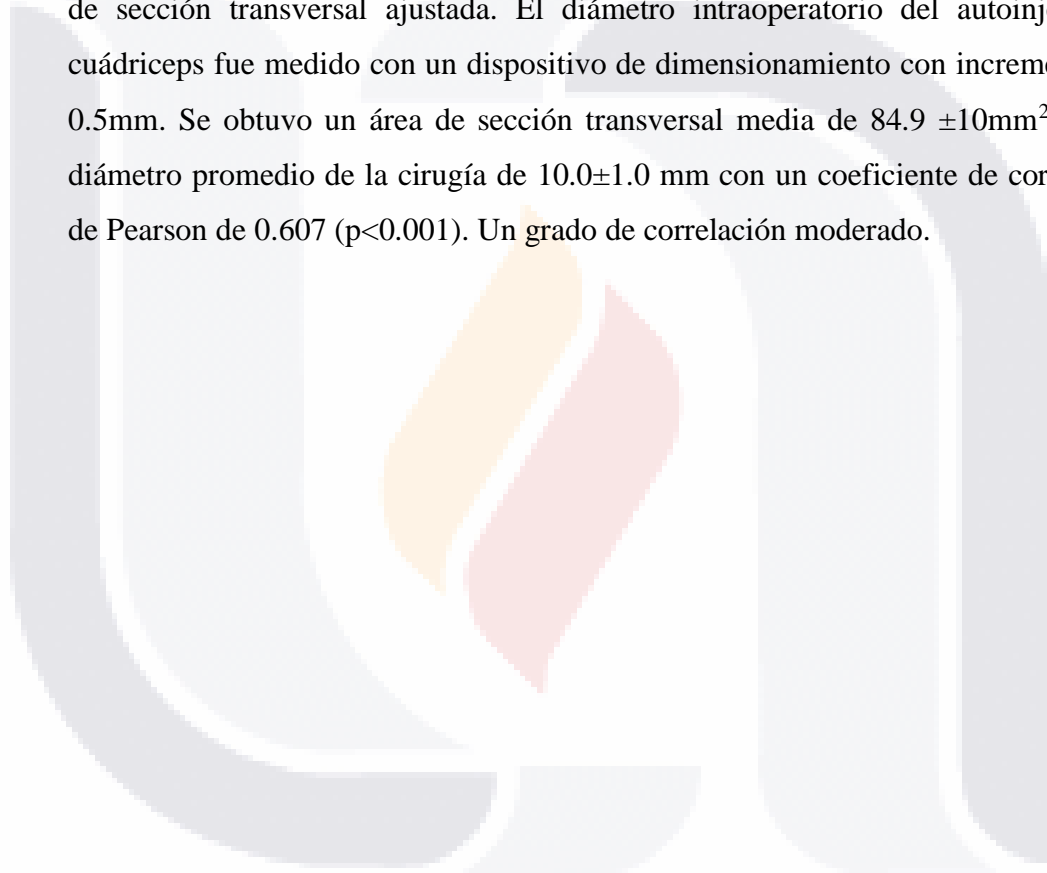 de sección transversal ajustada. El diámetro intraoperatorio del
cuádriceps fue medido con un dispositivo de dimensionamiento con
0.5mm. Se obtuvo un área de sección transversal media de 84.9 ±10mm²
diámetro promedio de la cirugía de 10.0±1.0 mm con un coeficiente de
de Pearson de 0.607 (p<0.001). Un grado de correlación moderado.